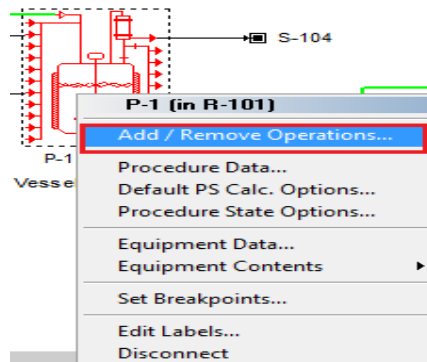 S-104
P-1 (in R-101)
Add / Remove Operations...
P-1
Procedure Data...
Vesse
Default PS Calc. Options...
Procedure State Options...
Equipment Data...
Equipment Contents
Set Breakpoints...
Edit Labels...
Disconnect